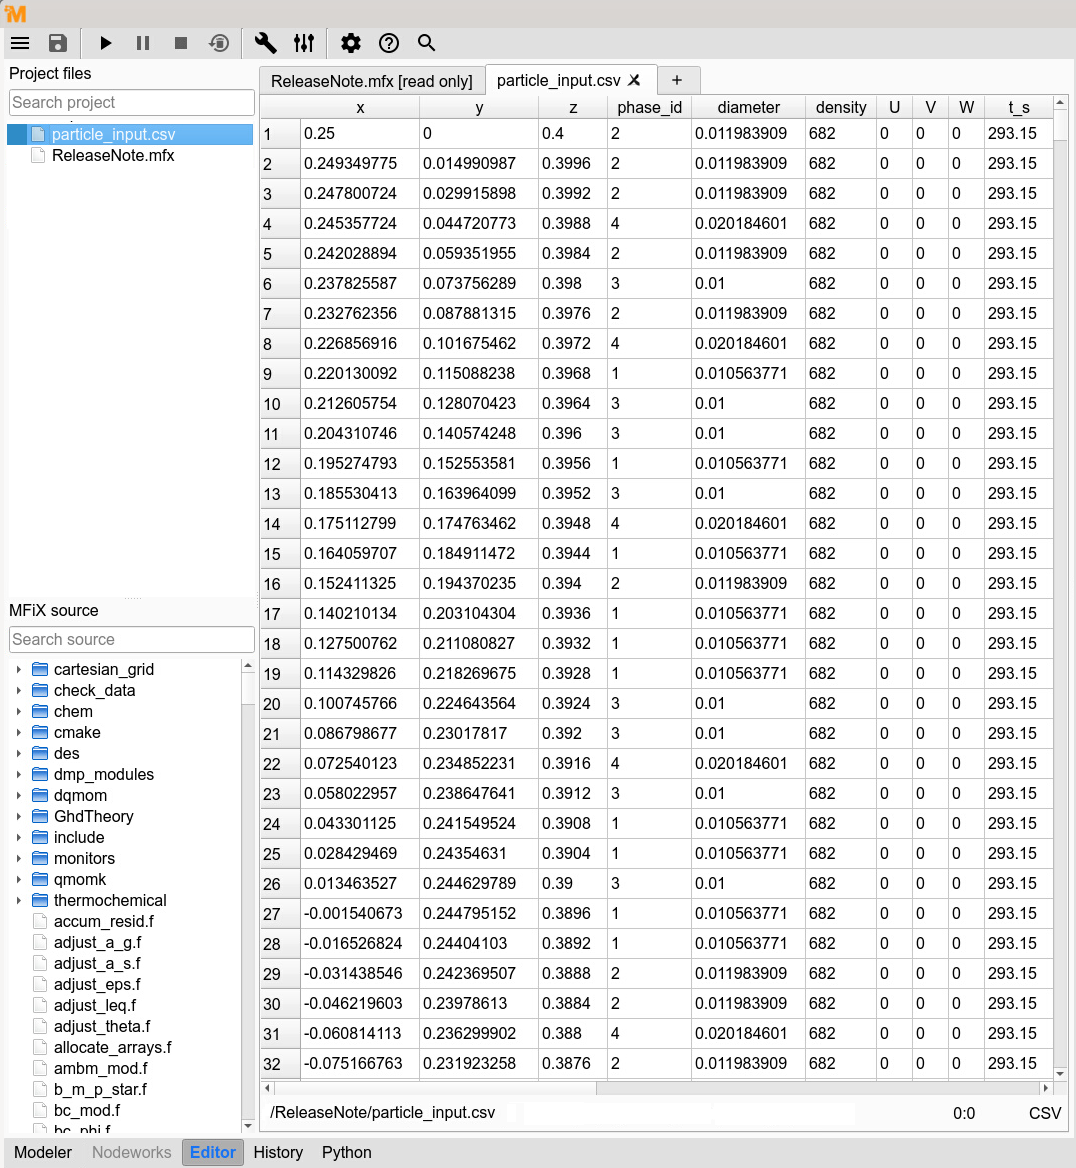 M
Project files
Search project
particle_input.csv
ReleaseNote.mfx
ReleaseNote.mfx [read only] particle_input.csv +
x y z phase_id diameter density U V W t_s
1 0.25 0 0.4 2 0.011983909 682 0 0 0 293.15
2 0.249349775 0.014990987 0.3996 2 0.011983909 682 0 0 0 293.15
3 0.247800724 0.029915898 0.3992 2 0.011983909 682 0 0 0 293.15
4 0.245357724 0.044720773 0.3988 4 0.020184601 682 0 0 0 293.15
5 0.242028894 0.059351955 0.3984 2 0.011983909 682 0 0 0 293.15
6 0.237825587 0.073756289 0.398 3 0.01 682 0 0 0 293.15
7 0.232762356 0.087881315 0.3976 2 0.011983909 682 0 0 0 293.15
8 0.226856916 0.101675462 0.3972 4 0.020184601 682 0 0 0 293.15
9 0.220130092 0.115088238 0.3968 1 0.010563771 682 0 0 0 293.15
10 0.212605754 0.128070423 0.3964 3 0.01 682 0 0 0 293.15
11 0.204310746 0.140574248 0.396 3 0.01 682 0 0 0 293.15
12 0.195274793 0.152553581 0.3956 1 0.010563771 682 0 0 0 293.15
13 0.185530413 0.163964099 0.3952 3 0.01 682 0 0 0 293.15
14 0.175112799 0.174763462 0.3948 4 0.020184601 682 0 0 0 293.15
15 0.164059707 0.184911472 0.3944 1 0.010563771 682 0 0 0 293.15
16 0.152411325 0.194370235 0.394 2 0.011983909 682 0 0 0 293.15
17 0.140210134 0.203104304 0.3936 1 0.010563771 682 0 0 0 293.15
18 0.127500762 0.211080827 0.3932 1 0.010563771 682 0 0 0 293.15
19 0.114329826 0.218269675 0.3928 1 0.010563771 682 0 0 0 293.15
20 0.100745766 0.224643564 0.3924 3 0.01 682 0 0 0 293.15
21 0.086798677 0.23017817 0.392 3 0.01 682 0 0 0 293.15
22 0.072540123 0.234852231 0.3916 4 0.020184601 682 0 0 0 293.15
23 0.058022957 0.238647641 0.3912 3 0.01 682 0 0 0 293.15
24 0.043301125 0.241549524 0.3908 1 0.010563771 682 0 0 0 293.15
25 0.028429469 0.24354631 0.3904 1 0.010563771 682 0 0 0 293.15
26 0.013463527 0.244629789 0.39 3 0.01 682 0 0 0 293.15
27 -0.001540673 0.244795152 0.3896 1 0.010563771 682 0 0 0 293.15
28 -0.016526824 0.24404103 0.3892 1 0.010563771 682 0 0 0 293.15
29 -0.031438546 0.242369507 0.3888 2 0.011983909 682 0 0 0 293.15
30 -0.046219603 0.23978613 0.3884 2 0.011983909 682 0 0 0 293.15
31 -0.060814113 0.236299902 0.388 4 0.020184601 682 0 0 0 293.15
32 -0.075166763 0.231923258 0.3876 2 0.011983909 682 0 0 0 293.15
MFiX source
Search source
cartesian_grid
check_data
chem
cmake
des
dmp_modules
dqmom
GhdTheory
include
monitors
qmomk
thermochemical
accum_resid.f
adjust_a_g.f
adjust_a_s.f
adjust_eps.f
adjust_leq.f
adjust_theta.f
allocate_arrays.f
ambm_mod.f
b_m_p_star.f
bc_mod.f
bc_phi.f
/ReleaseNote/particle_input.csv 0:0 CSV
Modeler Nodeworks Editor History Python